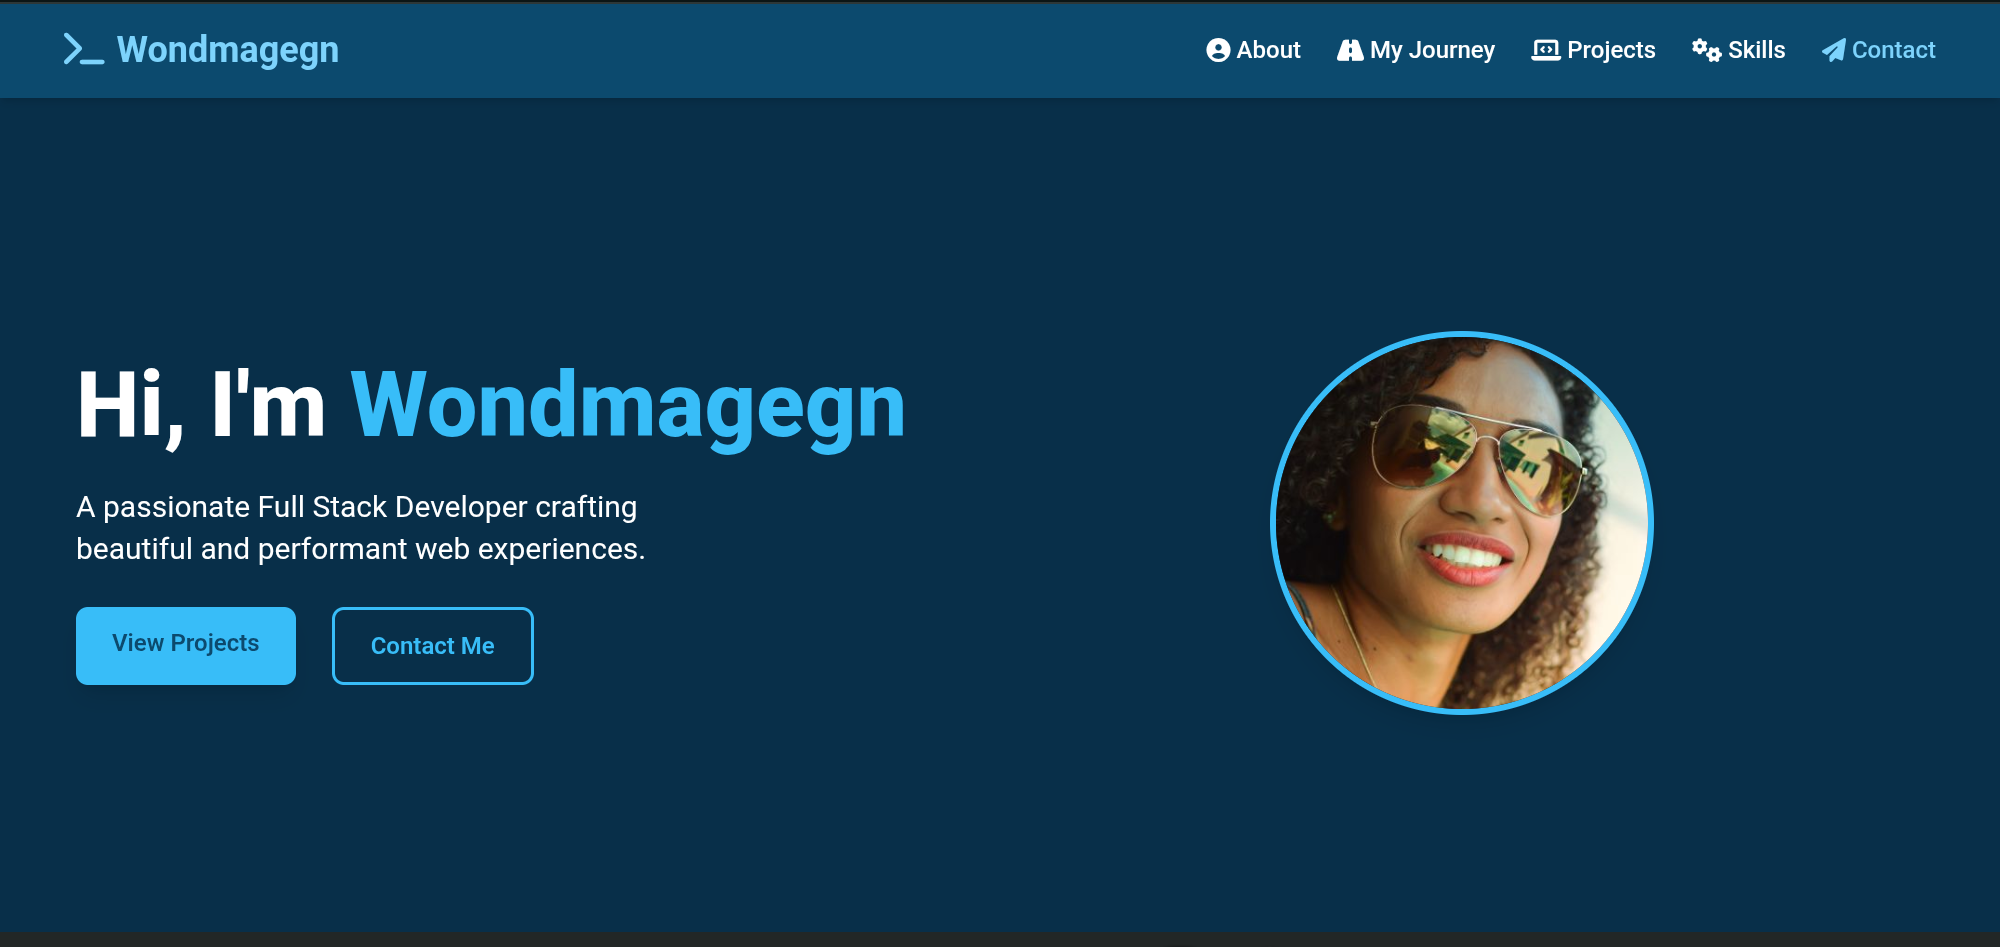 Wondmagegn
About
My Journey
Projects
Skills
Contact
Hi, I'm Wondmagegn
A passionate Full Stack Developer crafting
beautiful and performant web experiences.
View Projects
Contact Me